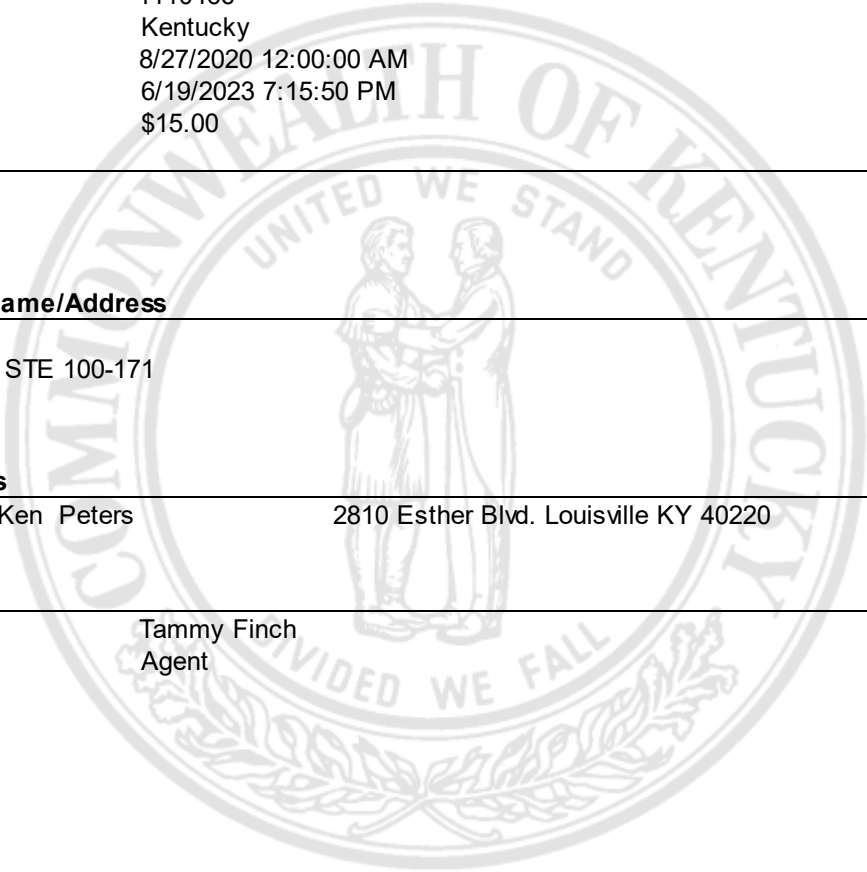 Kentucky
8/27/2020 12:00:00 AM
6/19/2023 7:15:50 PM
$15.00
COMMONWEALTH OF KENTUCKY
UNITED WE STAND
ame/Address
STE 100-171
s
Ken Peters 2810 Esther Blvd. Louisville KY 40220
Tammy Finch
Agent
DIVIDED WE FALL